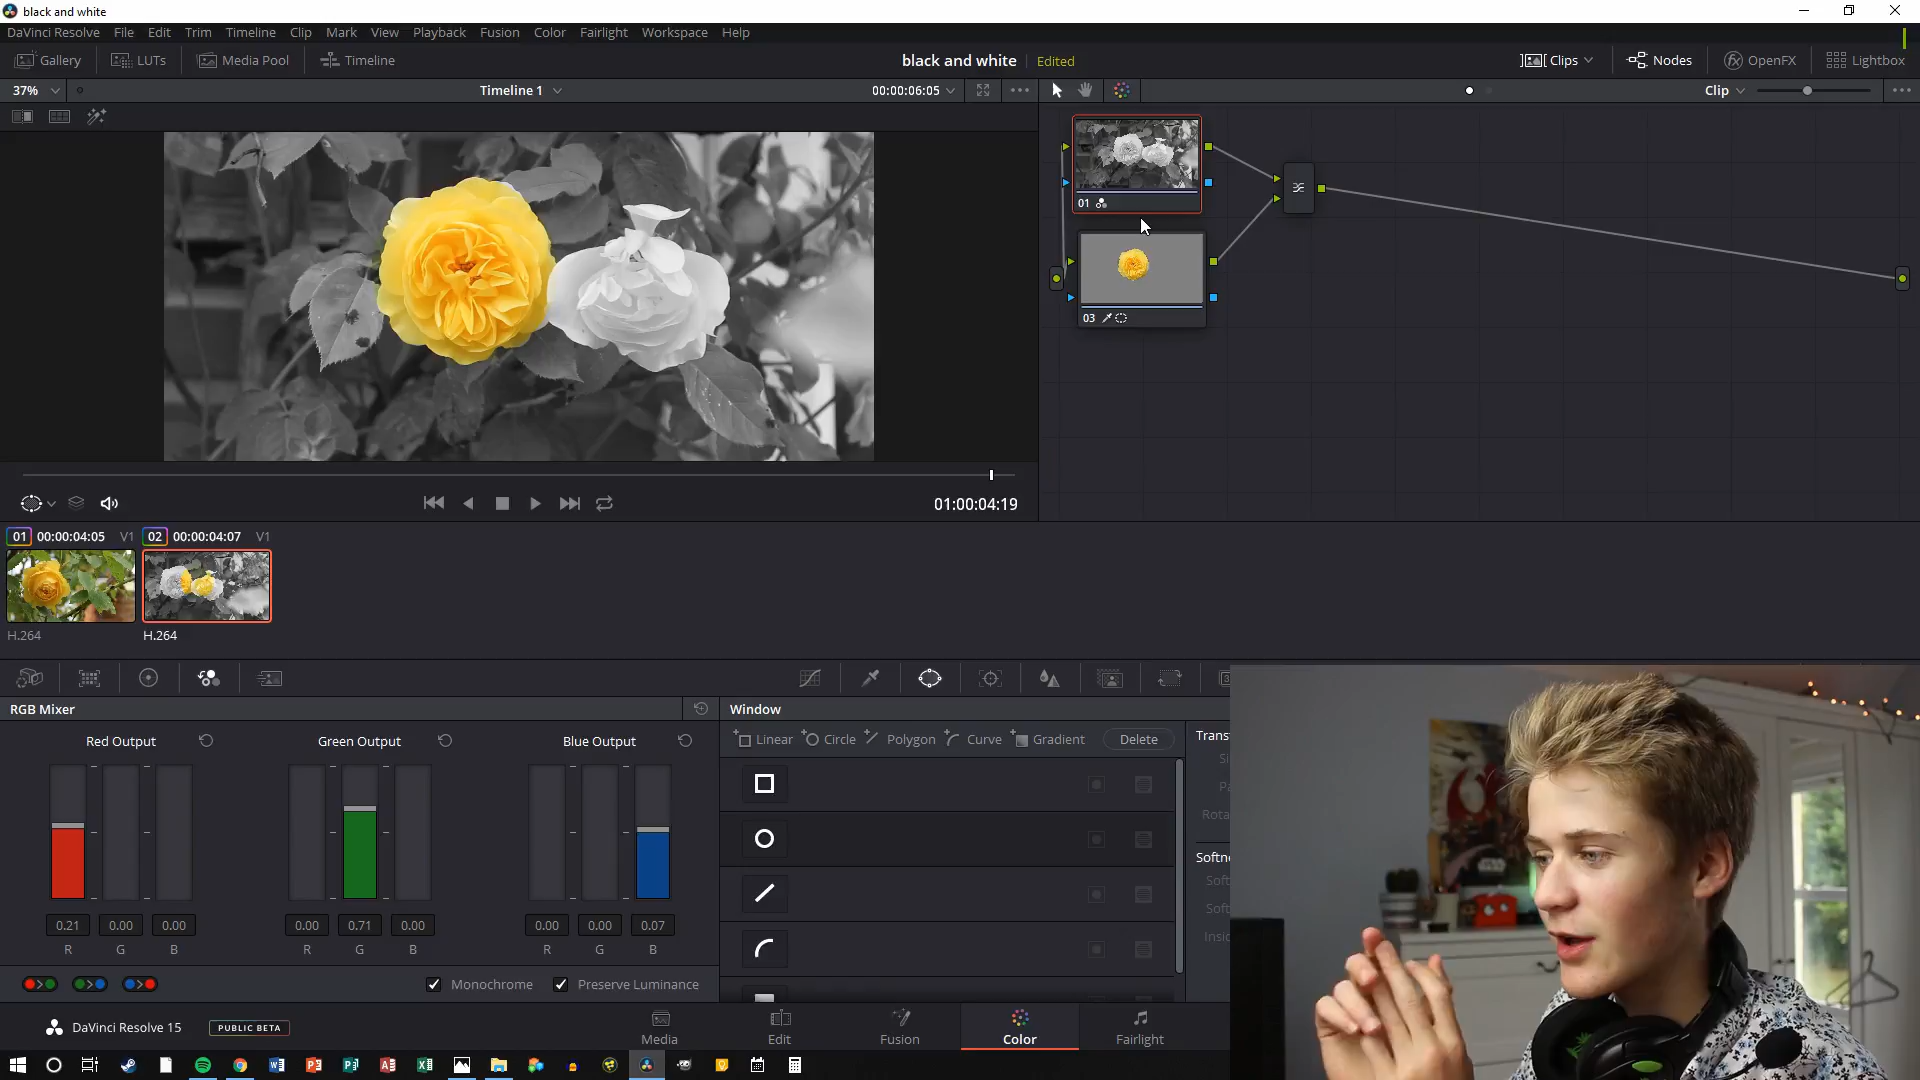 black and white
DaVinci Resolve File Edit Trim Timeline Clip Mark View Playback Fusion Color Fairlight Workspace Help
Gallery LUTs Media Pool Timeline black and white Edited Clips Nodes OpenFX Lightbox
37% Timeline 1 00:00:06:05 Clip
01
03
01:00:04:19
01 00:00:04:05 V1 02 00:00:04:07 V1
H.264 H.264
RGB Mixer Window
Red Output Green Output Blue Output Linear Circle Polygon Curve Gradient Delete
0.21 0.00 0.00 0.00 0.71 0.00 0.00 0.00 0.07
R G B R G B R G B
Monochrome Preserve Luminance
DaVinci Resolve 15 PUBLIC BETA Media Edit Fusion Color Fairlight